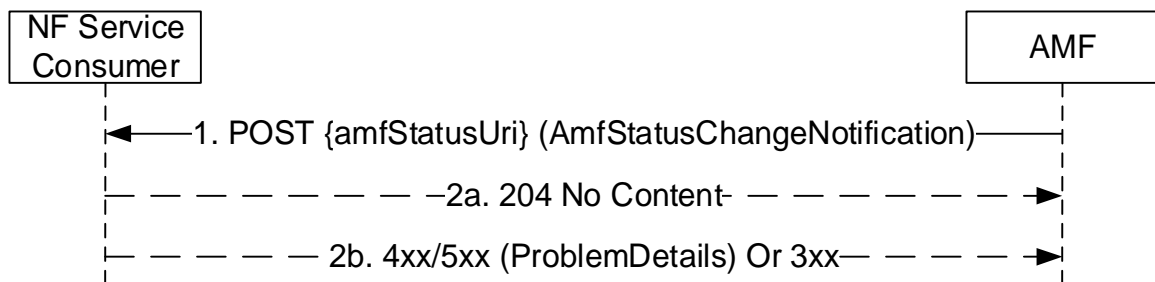 NF Service
Consumer
AMF
1. POST {amfStatusUri} (AmfStatusChangeNotification)
2a. 204 No Content
2b. 4xx/5xx (ProblemDetails) Or 3xx